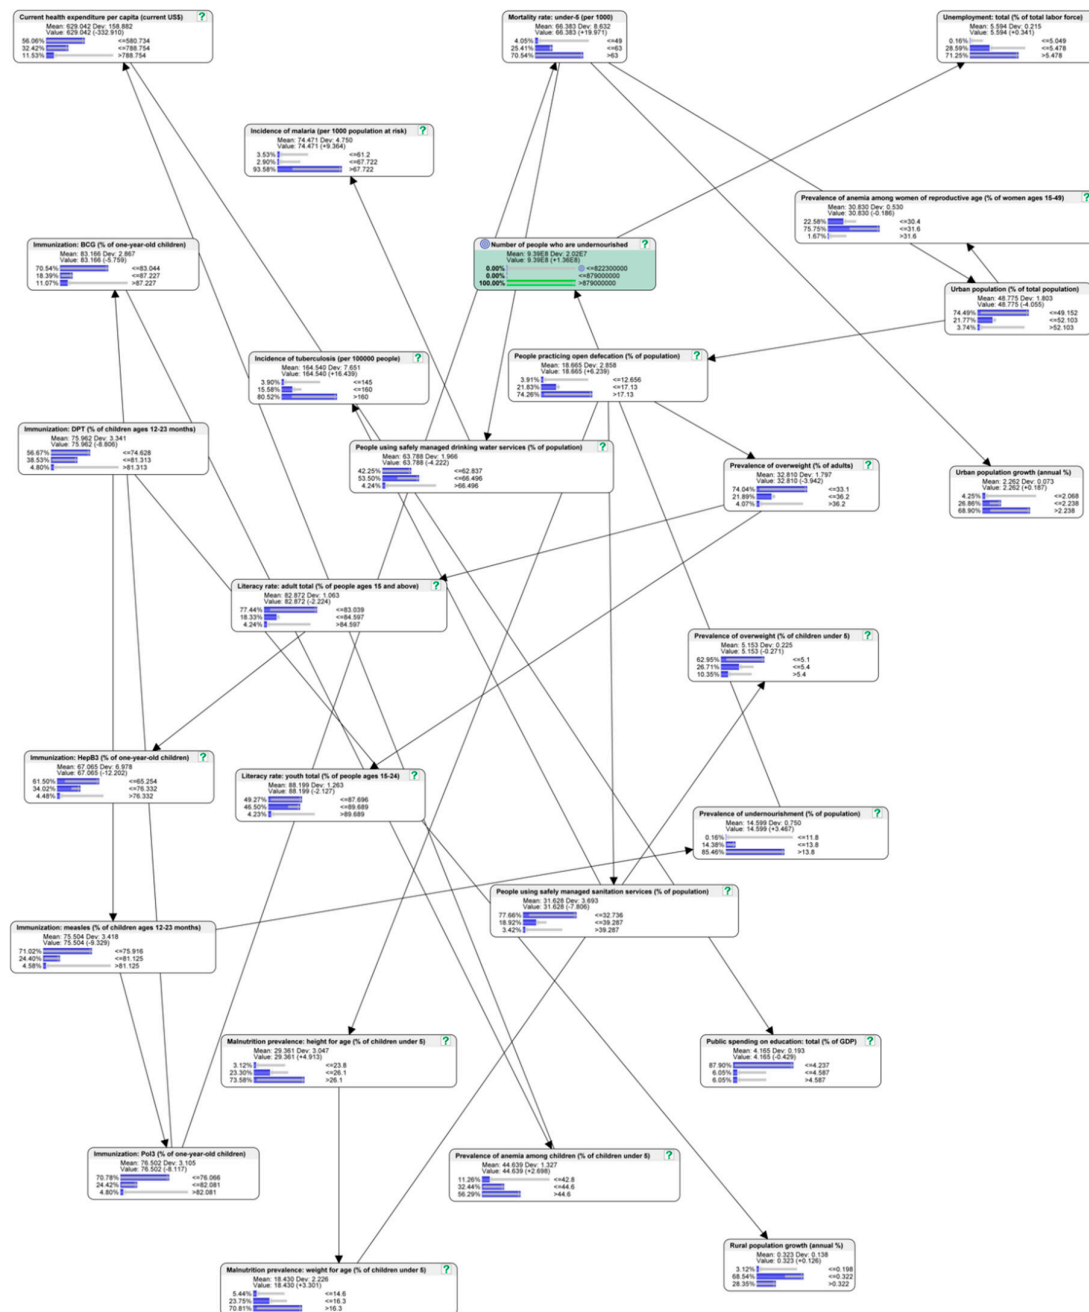 Current health expenditure per capita (current US$) ?
Mean: 629.042 Dev: 158.882
Value: 629.042 (-332.910)
56.06% <=580.734
32.42% <=788.754
11.53% >788.754
Mortality rate: under-5 (per 1000) ?
Mean: 66.383 Dev: 8.632
Value: 66.383 (+19.971)
4.05% <=49
25.41% <=63
70.54% >63
Unemployment: total (% of total labor force) ?
Mean: 5.594 Dev: 0.215
Value: 5.594 (+0.341)
0.16% <=5.049
28.59% <=5.478
71.25% >5.478
Incidence of malaria (per 1000 population at risk) ?
Mean: 74.471 Dev: 4.750
Value: 74.471 (+9.364)
3.53% <=61.2
2.90% <=67.722
93.58% >67.722
Prevalence of anemia among women of reproductive age (% of women ages 15-49) ?
Mean: 30.830 Dev: 0.530
Value: 30.830 (-0.186)
22.58% <=30.4
75.75% <=31.6
1.67% >31.6
Immunization: BCG (% of one-year-old children) ?
Mean: 83.166 Dev: 2.867
Value: 83.166 (-5.759)
70.54% <=83.044
18.39% <=87.227
11.07% >87.227
Number of people who are undernourished ?
Mean: 9.39E8 Dev: 2.02E7
Value: 9.39E8 (+1.36E8)
0.00% <=822300000
0.00% <=879000000
100.00% >879000000
Urban population (% of total population) ?
Mean: 48.775 Dev: 1.803
Value: 48.775 (-4.055)
74.49% <=49.152
21.77% <=52.103
3.74% >52.103
Incidence of tuberculosis (per 100000 people) ?
Mean: 164.540 Dev: 7.651
Value: 164.540 (+16.439)
3.90% <=145
15.58% <=160
80.52% >160
People practicing open defecation (% of population) ?
Mean: 18.665 Dev: 2.858
Value: 18.665 (+6.239)
3.91% <=12.656
21.83% <=17.13
74.26% >17.13
Immunization: DPT (% of children ages 12-23 months) ?
Mean: 75.962 Dev: 3.341
Value: 75.962 (-8.806)
56.67% <=74.628
38.53% <=81.313
4.80% >81.313
People using safely managed drinking water services (% of population) ?
Mean: 63.788 Dev: 1.966
Value: 63.788 (-4.222)
42.25% <=62.837
53.50% <=66.496
4.24% >66.496
Prevalence of overweight (% of adults) ?
Mean: 32.810 Dev: 1.797
Value: 32.810 (-3.942)
74.04% <=33.1
21.89% <=36.2
4.07% >36.2
Urban population growth (annual %) ?
Mean: 2.262 Dev: 0.073
Value: 2.262 (+0.187)
4.25% <=2.068
26.86% <=2.238
68.90% >2.238
Literacy rate: adult total (% of people ages 15 and above) ?
Mean: 82.872 Dev: 1.063
Value: 82.872 (-2.224)
77.44% <=83.039
18.33% <=84.597
4.24% >84.597
Prevalence of overweight (% of children under 5) ?
Mean: 5.153 Dev: 0.225
Value: 5.153 (-0.271)
62.95% <=5.1
26.71% <=5.4
10.35% >5.4
Immunization: HepB3 (% of one-year-old children) ?
Mean: 67.065 Dev: 6.978
Value: 67.065 (-12.202)
61.50% <=65.254
34.02% <=76.332
4.48% >76.332
Literacy rate: youth total (% of people ages 15-24) ?
Mean: 88.199 Dev: 1.263
Value: 88.199 (-2.127)
49.27% <=87.696
46.50% <=89.689
4.23% >89.689
Prevalence of undernourishment (% of population) ?
Mean: 14.599 Dev: 0.750
Value: 14.599 (+3.467)
0.16% <=11.8
14.38% <=13.8
85.46% >13.8
People using safely managed sanitation services (% of population) ?
Mean: 31.628 Dev: 3.693
Value: 31.628 (-7.806)
77.66% <=32.736
18.92% <=39.287
3.42% >39.287
Immunization: measles (% of children ages 12-23 months) ?
Mean: 75.504 Dev: 3.418
Value: 75.504 (-9.329)
71.02% <=75.916
24.40% <=81.125
4.58% >81.125
Malnutrition prevalence: height for age (% of children under 5) ?
Mean: 29.361 Dev: 3.047
Value: 29.361 (+4.913)
3.12% <=23.8
23.30% <=26.1
73.58% >26.1
Public spending on education: total (% of GDP) ?
Mean: 4.165 Dev: 0.193
Value: 4.165 (-0.429)
87.90% <=4.237
6.05% <=4.587
6.05% >4.587
Immunization: Pol3 (% of one-year-old children) ?
Mean: 76.502 Dev: 3.105
Value: 76.502 (-8.117)
70.78% <=76.066
24.42% <=82.081
4.80% >82.081
Prevalence of anemia among children (% of children under 5) ?
Mean: 44.639 Dev: 1.327
Value: 44.639 (+2.698)
11.26% <=42.8
32.44% <=44.6
56.29% >44.6
Rural population growth (annual %) ?
Mean: 0.323 Dev: 0.138
Value: 0.323 (+0.126)
3.12% <=0.198
68.54% <=0.322
28.35% >0.322
Malnutrition prevalence: weight for age (% of children under 5) ?
Mean: 18.430 Dev: 2.226
Value: 18.430 (+3.301)
5.44% <=14.6
23.75% <=16.3
70.81% >16.3